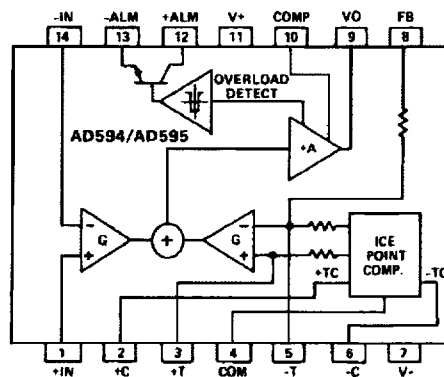 -IN -ALM +ALM V+ COMP VO FB
14 13 12 11 10 9 8
OVERLOAD
DETECT
AD594/AD595
+A
- -
G + G
+ +
ICE
POINT
COMP.
+TC -TC
1 2 3 4 5 6 7
+IN +C +T COM -T -C V-